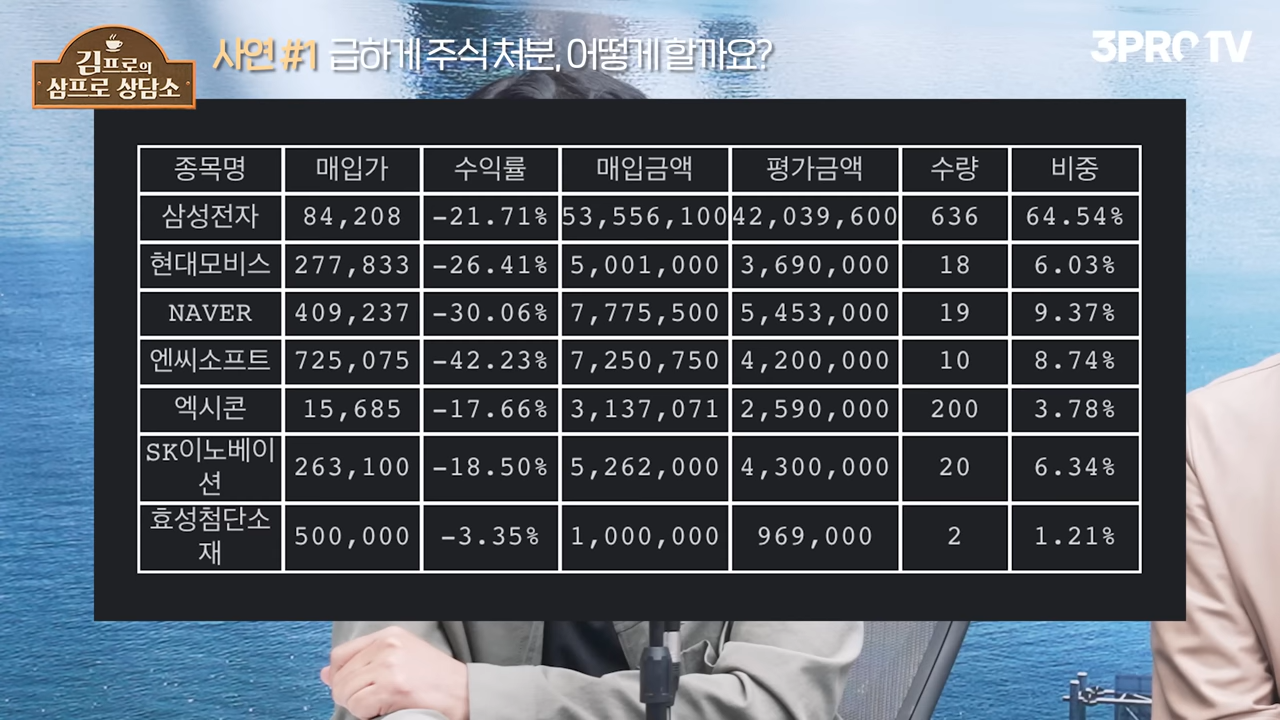 김프로의
삼프로 상담소
사연 #1 급하게 주식 처분, 어떻게 할까요?
3PRO TV
종목명 매입가 수익률 매입금액 평가금액 수량 비중
삼성전자 84,208 -21.71% 53,556,100 42,039,600 636 64.54%
현대모비스 277,833 -26.41% 5,001,000 3,690,000 18 6.03%
NAVER 409,237 -30.06% 7,775,500 5,453,000 19 9.37%
엔씨소프트 725,075 -42.23% 7,250,750 4,200,000 10 8.74%
엑시콘 15,685 -17.66% 3,137,071 2,590,000 200 3.78%
SK이노베이
션 263,100 -18.50% 5,262,000 4,300,000 20 6.34%
효성첨단소
재 500,000 -3.35% 1,000,000 969,000 2 1.21%